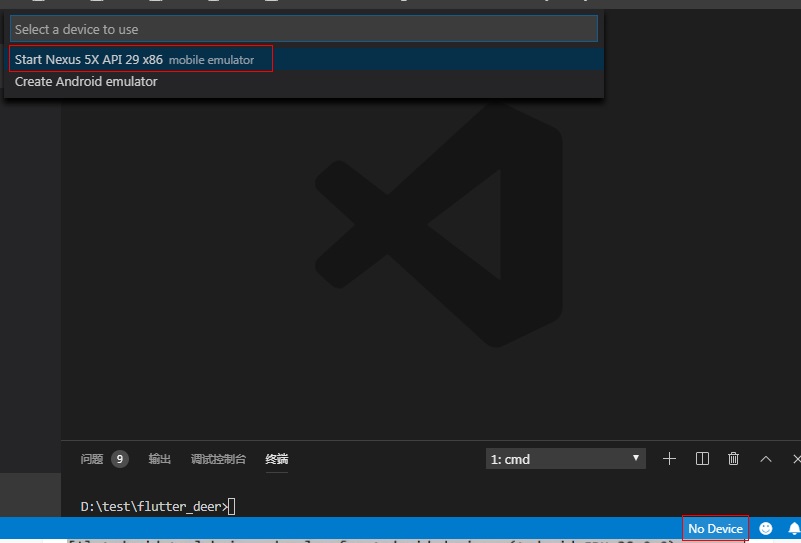 Select a device to use
Start Nexus 5X API 29 x86 mobile emulator
Create Android emulator
问题 9 输出 调试控制台 终端 1: cmd
D:\test\flutter_deer>
No Device